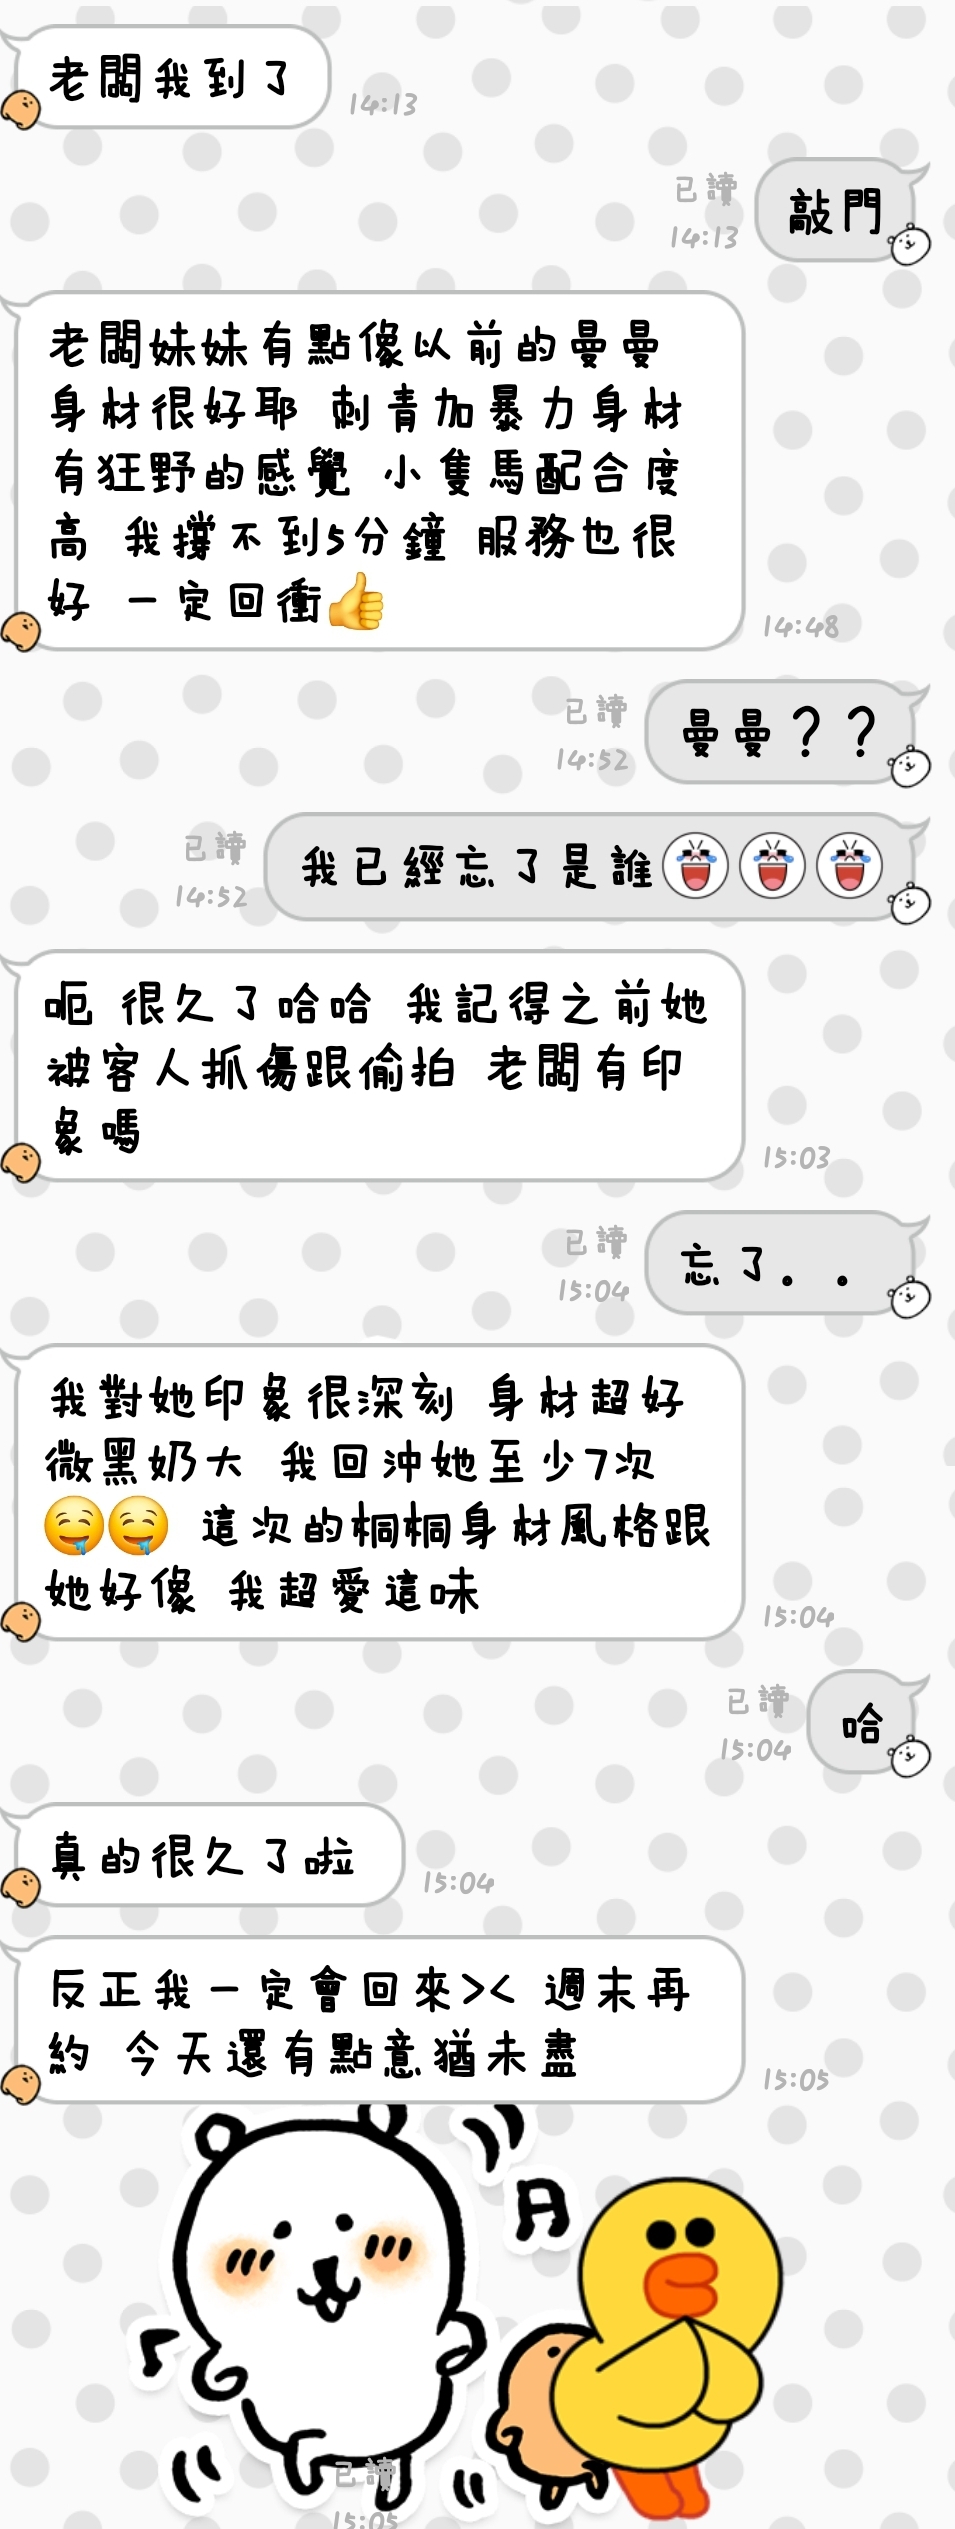 老闆我到了
14:13
已讀
14:13
敲門
老闆妹妹有點像以前的曼曼
身材很好耶 刺青加暴力身材
有狂野的感覺 小隻馬配合度
高 我撐不到5分鐘 服務也很
好 一定回衝👍
14:48
已讀
14:52
曼曼？？
已讀
14:52
我已經忘了是誰
呃 很久了哈哈 我記得之前她
被客人抓傷跟偷拍 老闆有印
象嗎
15:03
已讀
15:04
忘了. .
我對她印象很深刻 身材超好
微黑奶大 我回沖她至少7次
🤤🤤 這次的桐桐身材風格跟
她好像 我超愛這味
15:04
已讀
15:04
哈
真的很久了啦
15:04
反正我一定會回來>< 週末再
約 今天還有點意猶未盡
15:05
已讀
15:05